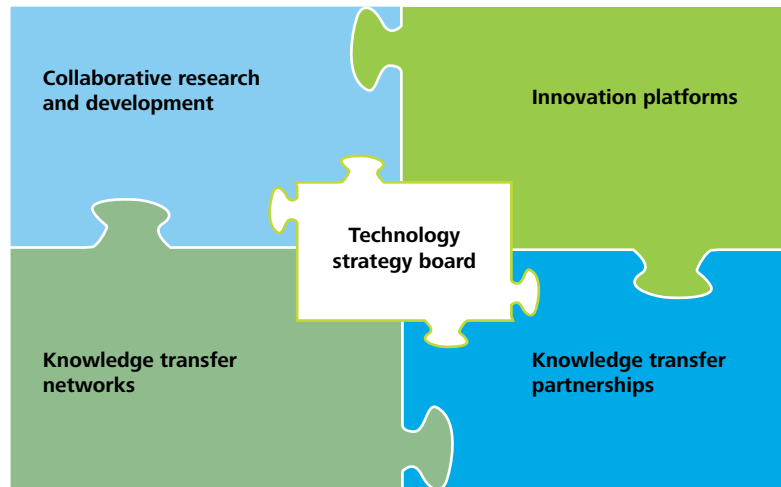 Collaborative research
and development
Innovation platforms
Technology
strategy board
Knowledge transfer
networks
Knowledge transfer
partnerships